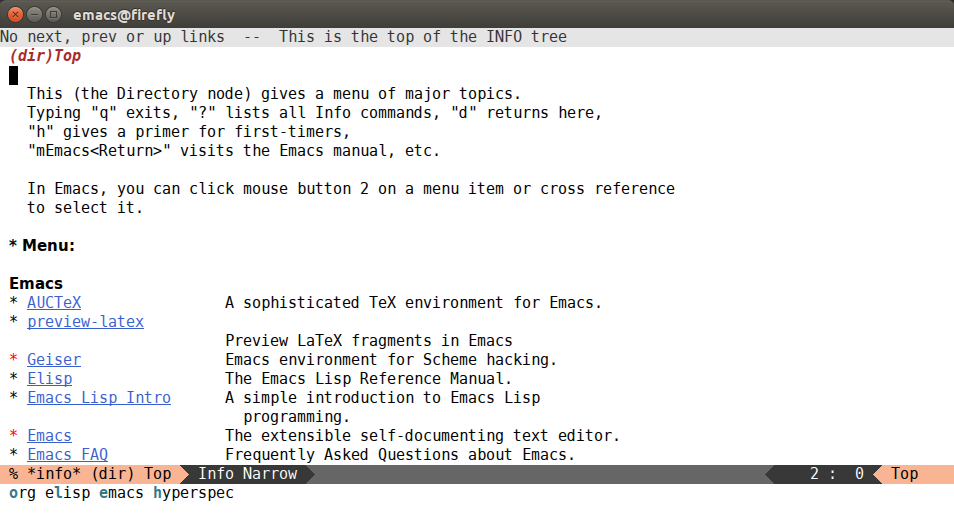 emacs@firefly
No next, prev or up links  --  This is the top of the INFO tree
(dir)Top
This (the Directory node) gives a menu of major topics.
Typing "q" exits, "?" lists all Info commands, "d" returns here,
"h" gives a primer for first-timers,
"mEmacs<Return>" visits the Emacs manual, etc.
In Emacs, you can click mouse button 2 on a menu item or cross reference
to select it.
* Menu:
Emacs
* AUCTeX                A sophisticated TeX environment for Emacs.
* preview-latex
Preview LaTeX fragments in Emacs
* Geiser                Emacs environment for Scheme hacking.
* Elisp                 The Emacs Lisp Reference Manual.
* Emacs Lisp Intro      A simple introduction to Emacs Lisp
programming.
* Emacs                 The extensible self-documenting text editor.
* Emacs FAQ             Frequently Asked Questions about Emacs.
% *info* (dir) Top  Info Narrow  2 :  0  Top
org elisp emacs hyperspec